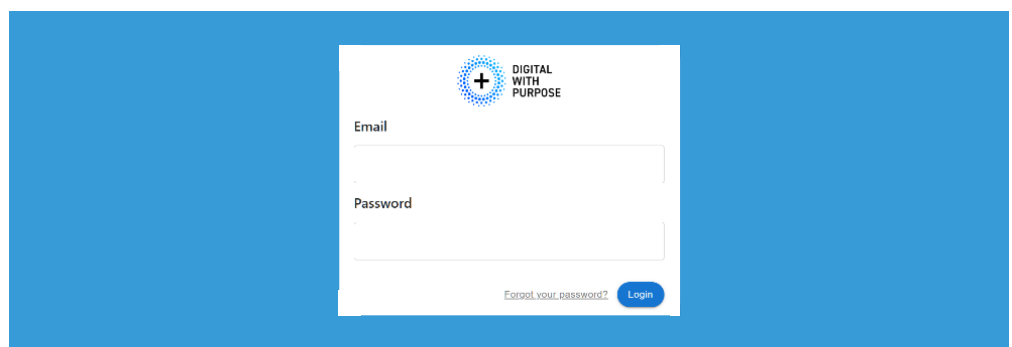 DIGITAL
WITH
PURPOSE
Email
Password
Forgot your password? Login